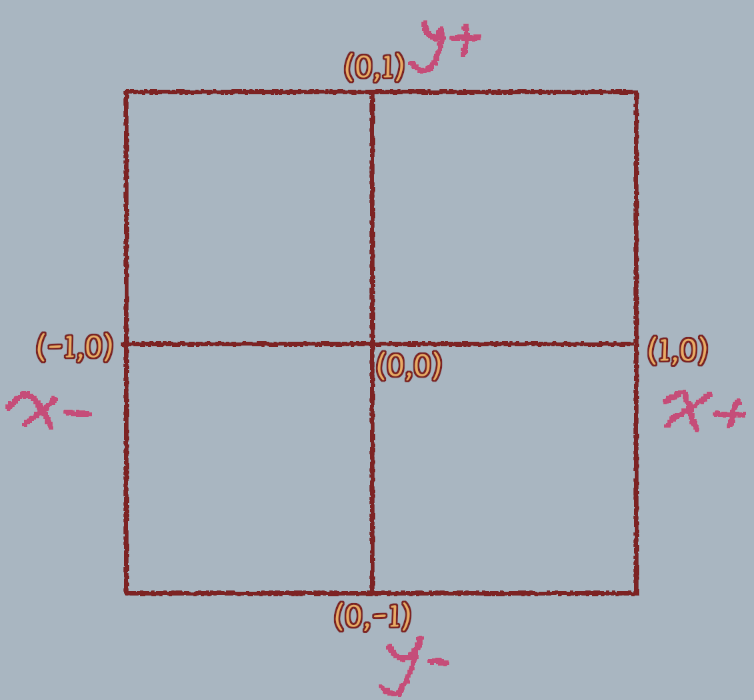 y+
(0,1)
(-1,0)
(0,0)
(1,0)
x-
x+
(0,-1)
y-